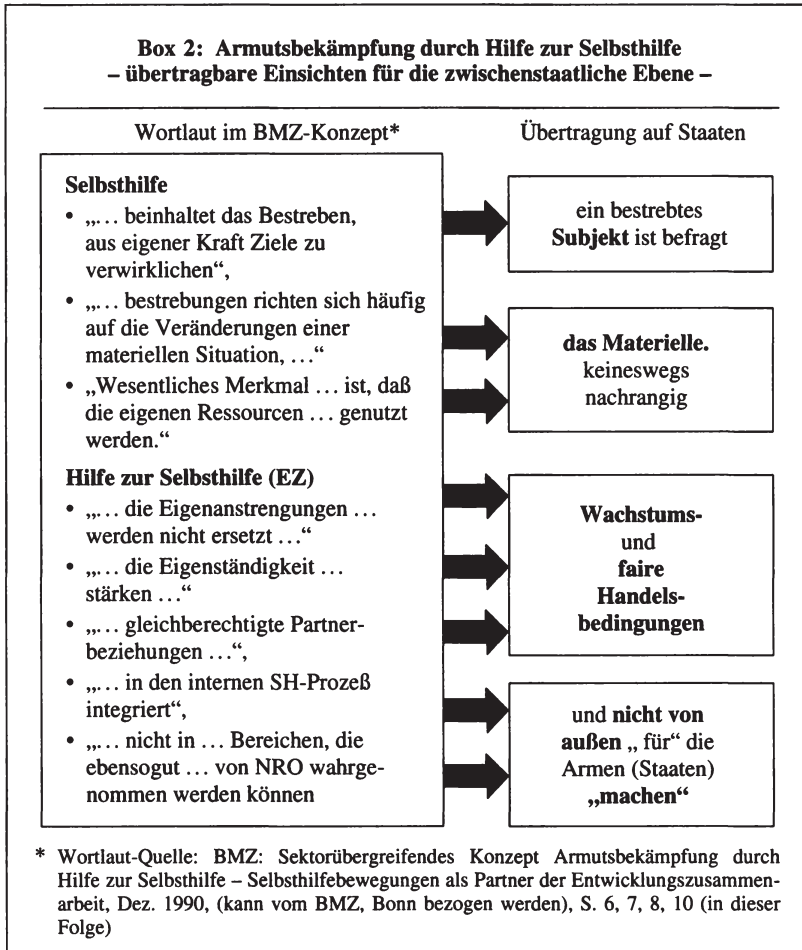 Box 2: Armutsbekämpfung durch Hilfe zur Selbsthilfe
– übertragbare Einsichten für die zwischenstaatliche Ebene –
Wortlaut im BMZ-Konzept*
Übertragung auf Staaten
Selbsthilfe
• „… beinhaltet das Bestreben,
aus eigener Kraft Ziele zu
verwirklichen“,
• „… bestrebungen richten sich häufig
auf die Veränderungen einer
materiellen Situation, …“
• „Wesentliches Merkmal … ist, daß
die eigenen Ressourcen … genutzt
werden.“
Hilfe zur Selbsthilfe (EZ)
• „… die Eigenanstrengungen …
werden nicht ersetzt …“
• „… die Eigenständigkeit …
stärken …“
• „… gleichberechtigte Partner-
beziehungen …“,
• „… in den internen SH-Prozeß
integriert“,
• „… nicht in … Bereichen, die
ebensogut … von NRO wahrge-
nommen werden können
ein bestrebtes
Subjekt ist befragt
das Materielle.
keineswegs
nachrangig
Wachstums-
und
faire
Handels-
bedingungen
und nicht von
außen „ für“ die
Armen (Staaten)
„machen“
* Wortlaut-Quelle: BMZ: Sektorübergreifendes Konzept Armutsbekämpfung durch
Hilfe zur Selbsthilfe – Selbsthilfebewegungen als Partner der Entwicklungszusammen-
arbeit, Dez. 1990, (kann vom BMZ, Bonn bezogen werden), S. 6, 7, 8, 10 (in dieser
Folge)